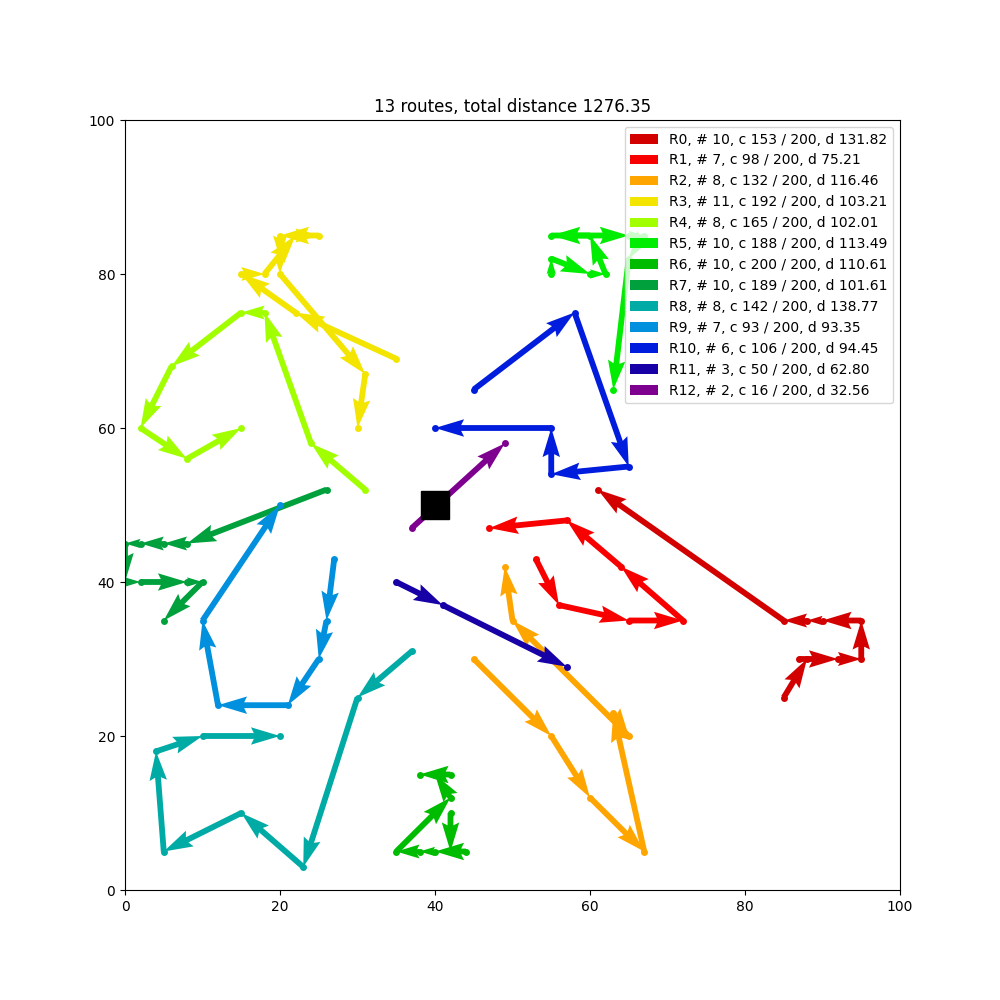 13 routes, total distance 1276.35
100
80
60
40
20
0
0 20 40 60 80 100
R0, # 10, c 153 / 200, d 131.82
R1, # 7, c 98 / 200, d 75.21
R2, # 8, c 132 / 200, d 116.46
R3, # 11, c 192 / 200, d 103.21
R4, # 8, c 165 / 200, d 102.01
R5, # 10, c 188 / 200, d 113.49
R6, # 10, c 200 / 200, d 110.61
R7, # 10, c 189 / 200, d 101.61
R8, # 8, c 142 / 200, d 138.77
R9, # 7, c 93 / 200, d 93.35
R10, # 6, c 106 / 200, d 94.45
R11, # 3, c 50 / 200, d 62.80
R12, # 2, c 16 / 200, d 32.56